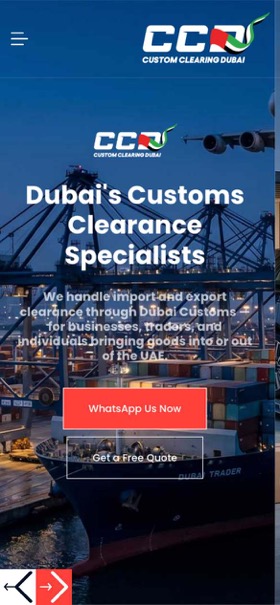 CCD
CUSTOM CLEARING DUBAI
CCD
CUSTOM CLEARING DUBAI
Dubai's Customs
Clearance
Specialists
We handle import and export
clearance through Dubai Customs
for businesses, traders, and
individuals bringing goods into or out
of the UAE.
WhatsApp Us Now
Get a Free Quote
DUBAI TRADER